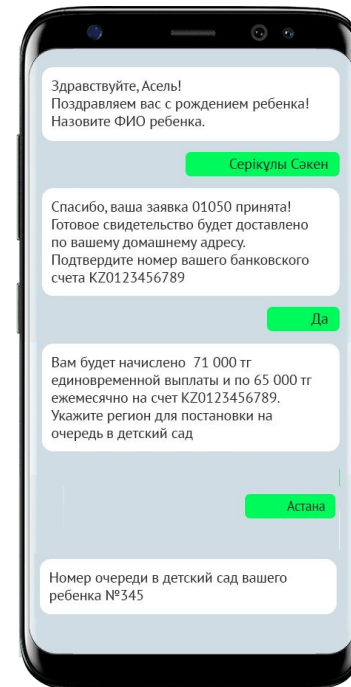 Здравствуйте, Асель!
Поздравляем вас с рождением ребенка!
Назовите ФИО ребенка.
Серікұлы Сәкен
Спасибо, ваша заявка 01050 принята!
Готовое свидетельство будет доставлено
по вашему домашнему адресу.
Подтвердите номер вашего банковского
счета KZ0123456789
Да
Вам будет начислено 71 000 тг
единовременной выплаты и по 65 000 тг
ежемесячно на счет KZ0123456789.
Укажите регион для постановки на
очередь в детский сад
Астана
Номер очереди в детский сад вашего
ребенка №345